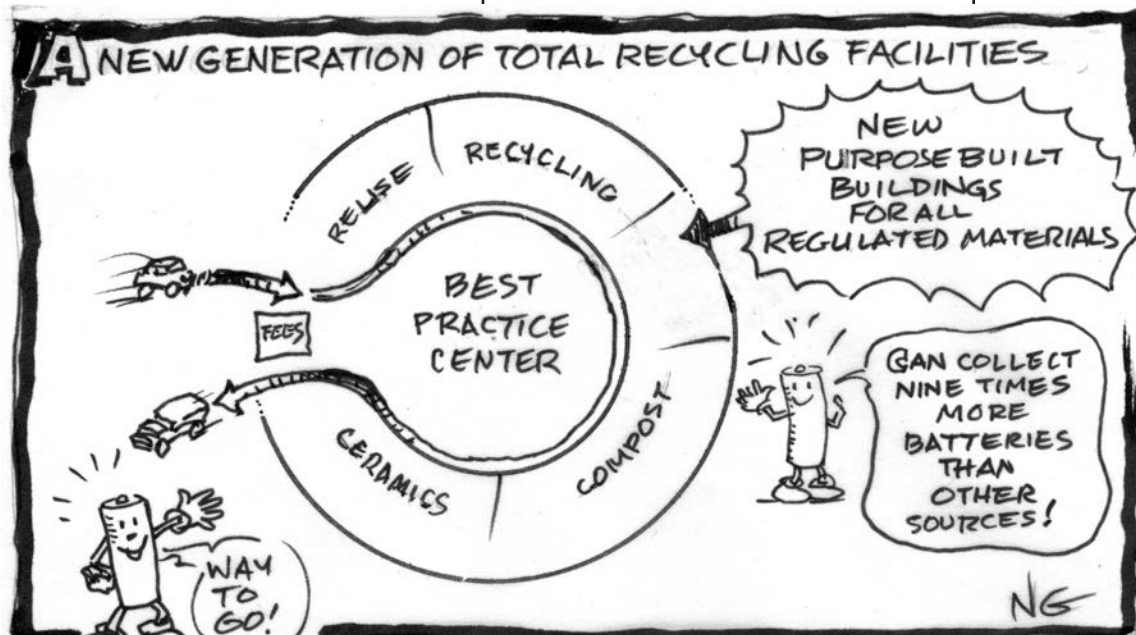 A NEW GENERATION OF TOTAL RECYCLING FACILITIES
NEW
PURPOSE BUILT
BUILDINGS
FOR ALL
REGULATED MATERIALS
REUSE
RECYCLING
COMPOST
CERAMICS
BEST
PRACTICE
CENTER
FEES
CAN COLLECT
NINE TIMES
MORE
BATTERIES
THAN
OTHER
SOURCES!
WAY
TO
GO!
NG